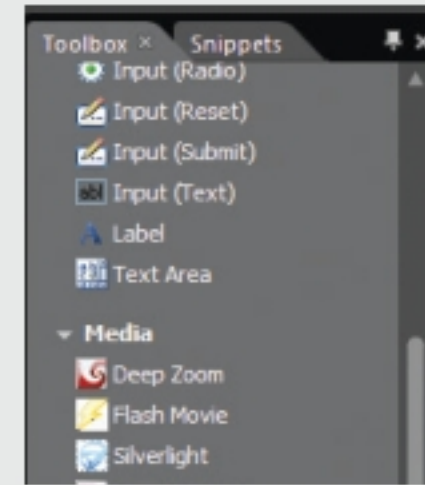 Toolbox Snippets
Input (Radio)
Input (Reset)
Input (Submit)
abl Input (Text)
A Label
Text Area
Media
Deep Zoom
Flash Movie
Silverlight